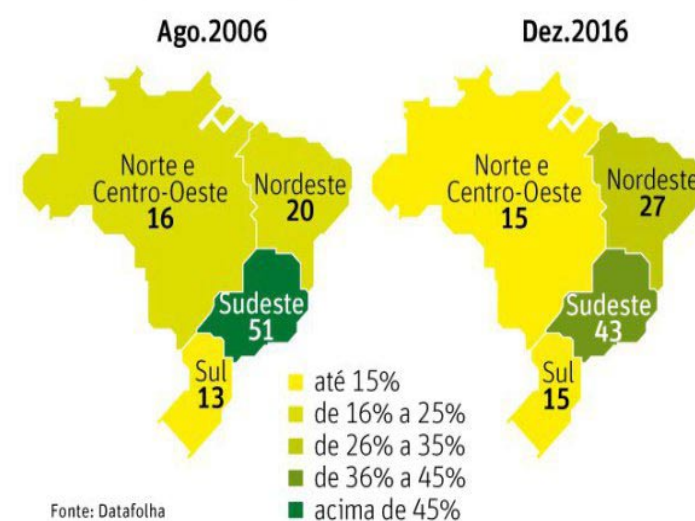 Ago.2006
Norte e
Centro-Oeste
16
Nordeste
20
Sudeste
51
Sul
13
Dez.2016
Norte e
Centro-Oeste
15
Nordeste
27
Sudeste
43
Sul
15
até 15%
de 16% a 25%
de 26% a 35%
de 36% a 45%
acima de 45%
Fonte: Datafolha